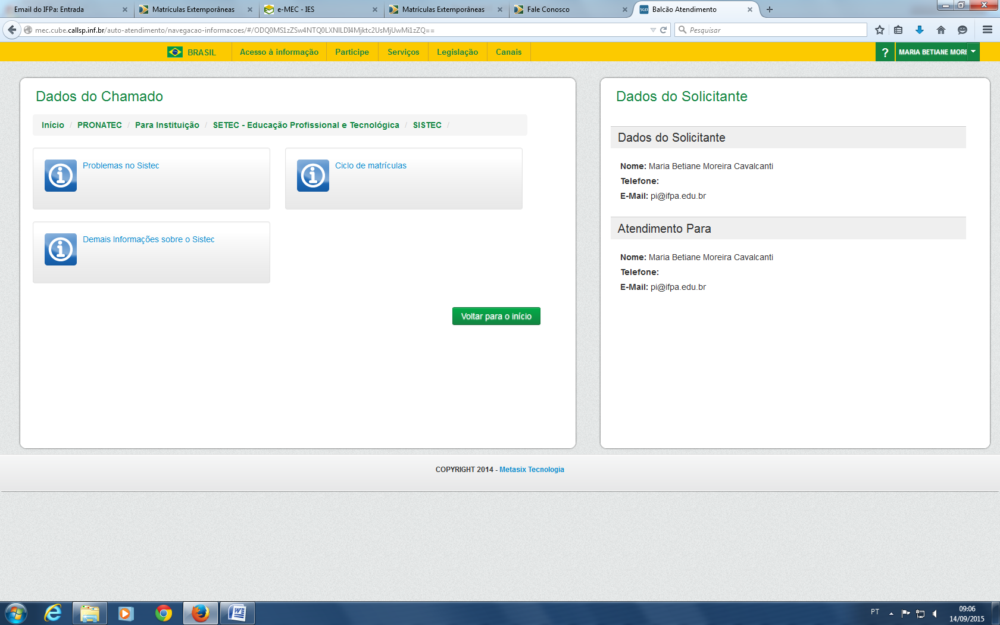 Email do IFPa: Entrada
Matrículas Extemporâneas
e-MEC - IES
Matrículas Extemporâneas
Fale Conosco
SGD
Balcão Atendimento
mec.cube.callsp.inf.br/auto-atendimento/navegacao-informacoes/#/ODQ0MS1zZSw4NTQ0LXNlLDI4Mjktc2UsMjUwMi1zZQ==
Pesquisar
BRASIL
Acesso à informação
Participe
Serviços
Legislação
Canais
?
MARIA BETIANE MORE
Dados do Chamado
Início / PRONATEC / Para Instituição / SETEC - Educação Profissional e Tecnológica / SISTEC /
Problemas no Sistec
Ciclo de matrículas
Demais Informações sobre o Sistec
Voltar para o início
Dados do Solicitante
Dados do Solicitante
Nome: Maria Betiane Moreira Cavalcanti
Telefone:
E-Mail: pi@ifpa.edu.br
Atendimento Para
Nome: Maria Betiane Moreira Cavalcanti
Telefone:
E-Mail: pi@ifpa.edu.br
COPYRIGHT 2014 - Metasix Tecnologia
PT
09:06
14/09/2015